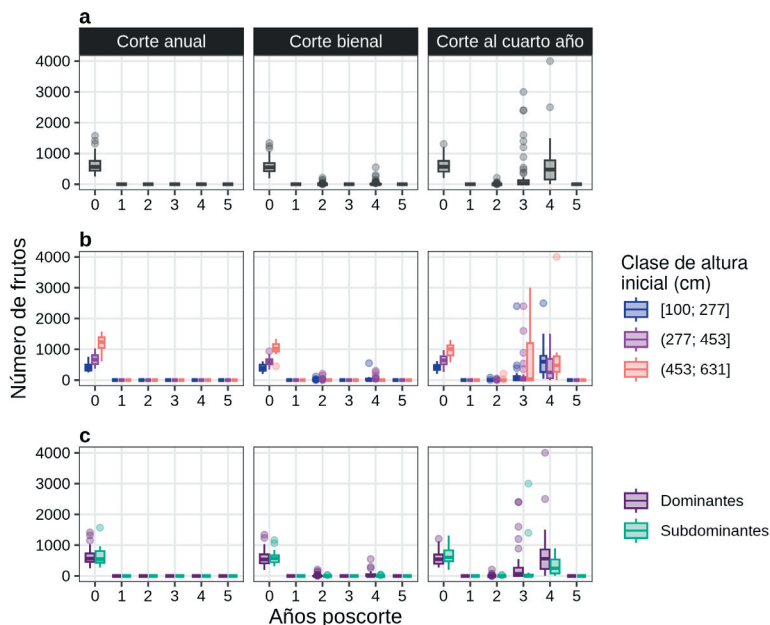 a
Corte anual Corte bienal Corte al cuarto año
4000
3000
2000
1000
0
0 1 2 3 4 5 0 1 2 3 4 5 0 1 2 3 4 5
b
4000
3000
2000
1000
0
0 1 2 3 4 5 0 1 2 3 4 5 0 1 2 3 4 5
Número de frutos
Clase de altura
inicial (cm)
[100; 277]
(277; 453]
(453; 631]
c
4000
3000
2000
1000
0
0 1 2 3 4 5 0 1 2 3 4 5 0 1 2 3 4 5
Años poscorte
Dominantes
Subdominantes